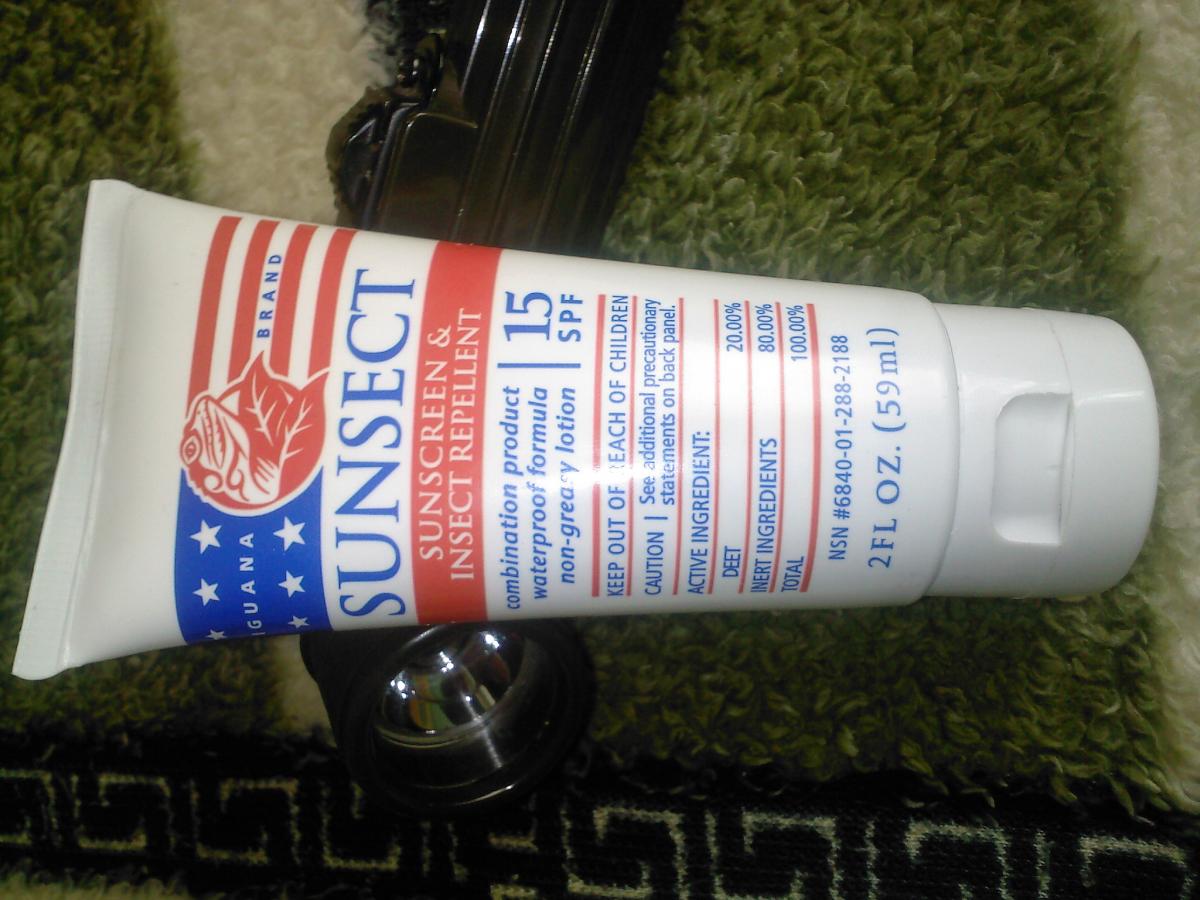 IGUANA BRAND
SUNSECT
SUNSCREEN &
INSECT REPELLENT
combination product
waterproof formula
non-greasy lotion
15
SPF
KEEP OUT OF REACH OF CHILDREN
CAUTION | See additional precautionary
statements on back panel.
ACTIVE INGREDIENT:
DEET 20.00%
INERT INGREDIENTS 80.00%
TOTAL 100.00%
NSN #6840-01-288-2188
2FL OZ. (59ml)